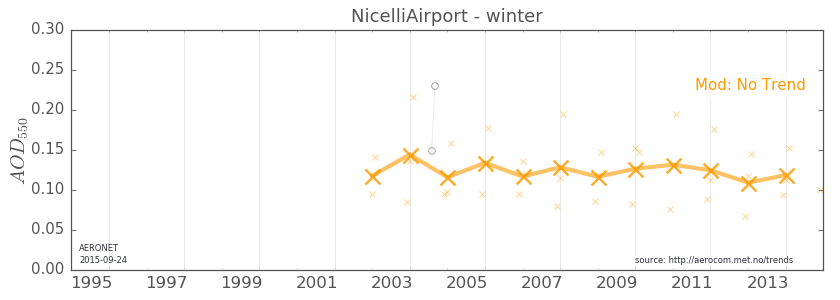 NicelliAirport - winter
0.30
0.25
0.20
0.15
0.10
0.05
0.00
AOD550
Mod: No Trend
AERONET
2015-09-24
source: http://aerocom.met.no/trends
1995 1997 1999 2001 2003 2005 2007 2009 2011 2013